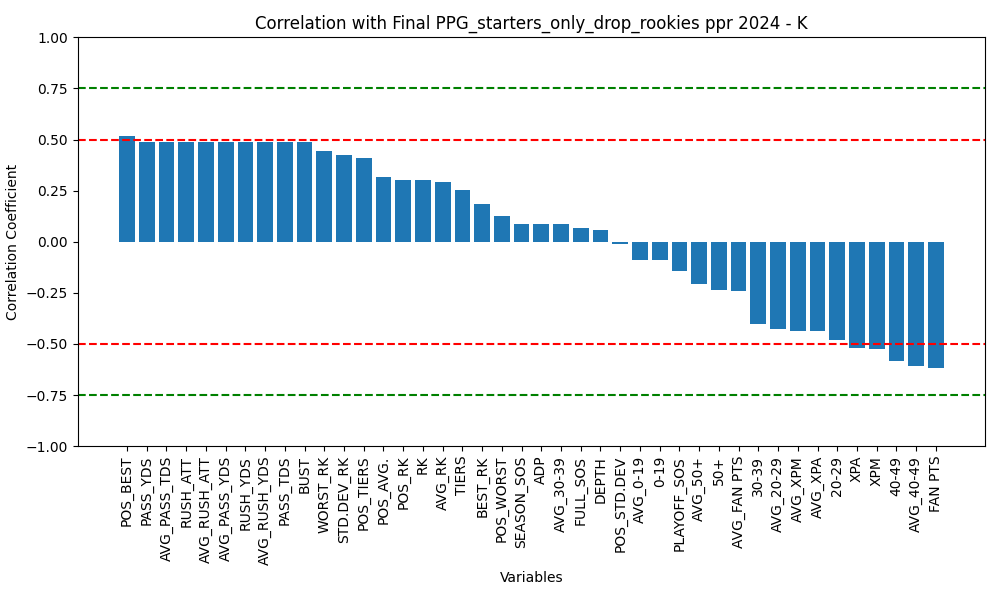 Correlation with Final PPG_starters_only_drop_rookies ppr 2024 - K
Correlation Coefficient
1.00
0.75
0.50
0.25
0.00
−0.25
−0.50
−0.75
−1.00
POS_BEST
PASS_YDS
AVG_PASS_TDS
RUSH_ATT
AVG_RUSH_ATT
AVG_PASS_YDS
RUSH_YDS
AVG_RUSH_YDS
PASS_TDS
BUST
WORST_RK
STD.DEV_RK
POS_TIERS
POS_AVG.
POS_RK
RK
AVG_RK
TIERS
BEST_RK
POS_WORST
SEASON_SOS
ADP
AVG_30-39
FULL_SOS
DEPTH
POS_STD.DEV
AVG_0-19
0-19
PLAYOFF_SOS
AVG_50+
50+
AVG_FAN PTS
30-39
AVG_20-29
AVG_XPM
AVG_XPA
20-29
XPA
XPM
40-49
AVG_40-49
FAN PTS
Variables